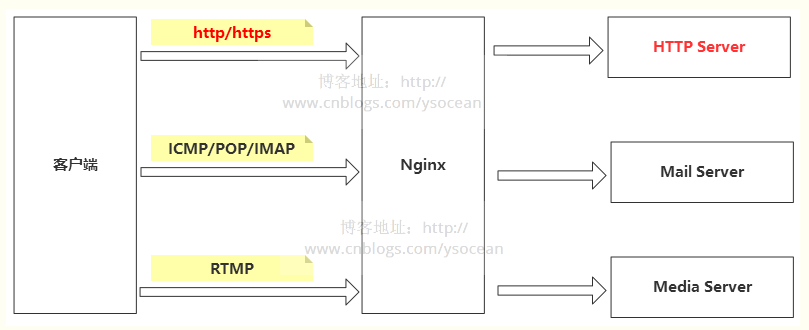 http/https
HTTP Server
博客地址：http://
www.cnblogs.com/ysocean
ICMP/POP/IMAP
客户端
Nginx
Mail Server
博客地址：http://
www.cnblogs.com/ysocean
RTMP
Media Server